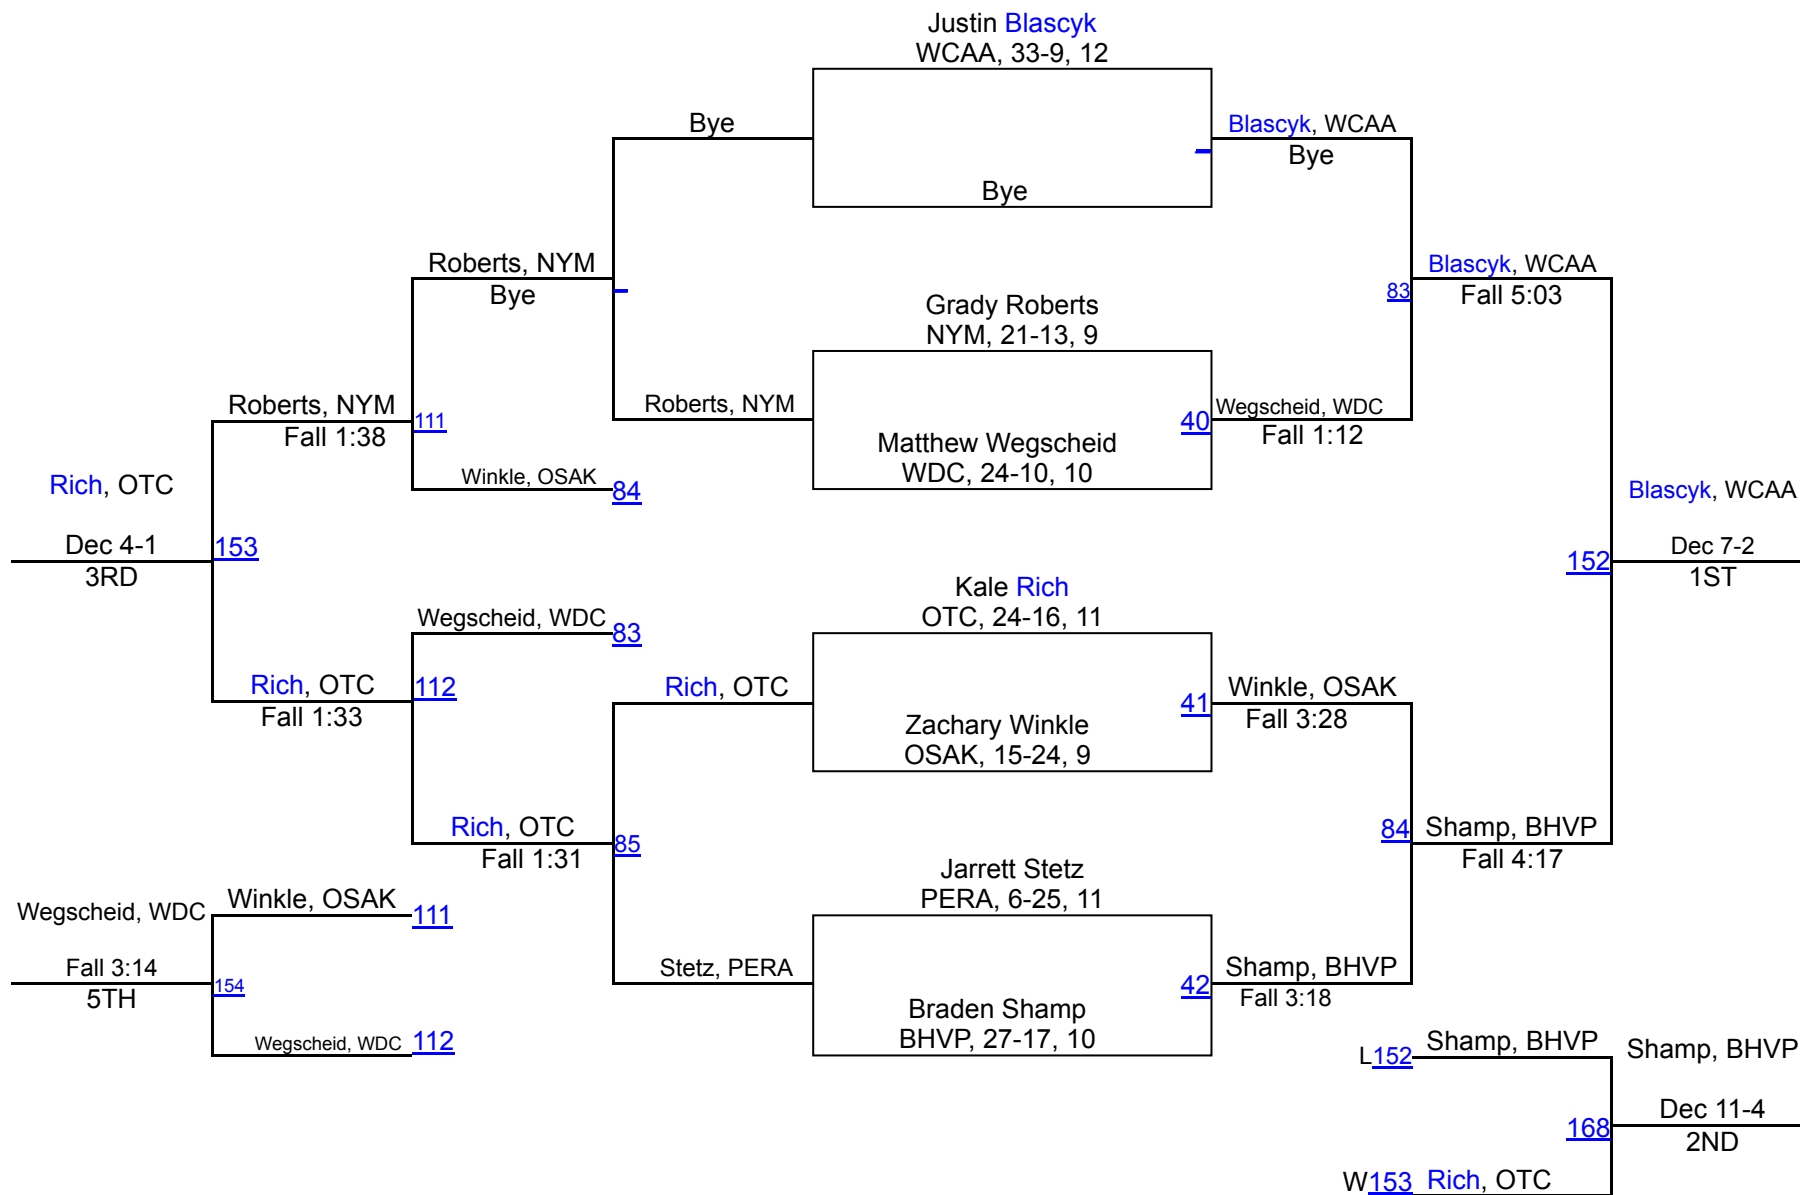 Justin Blascyk
WCAA, 33-9, 12
Bye
Blascyk, WCAA
Bye
Bye
Roberts, NYM
Bye
Blascyk, WCAA
83
Fall 5:03
Grady Roberts
NYM, 21-13, 9
Roberts, NYM
111
Fall 1:38
Roberts, NYM
40
Wegscheid, WDC
Fall 1:12
Matthew Wegscheid
WDC, 24-10, 10
Winkle, OSAK
84
Rich, OTC
Dec 4-1
153
3RD
Blascyk, WCAA
152
Dec 7-2
1ST
Kale Rich
OTC, 24-16, 11
Wegscheid, WDC
83
Rich, OTC
112
Fall 1:33
Rich, OTC
41
Winkle, OSAK
Fall 3:28
Zachary Winkle
OSAK, 15-24, 9
Rich, OTC
85
Fall 1:31
84
Shamp, BHVP
Fall 4:17
Jarrett Stetz
PERA, 6-25, 11
Wegscheid, WDC
Winkle, OSAK
111
Fall 3:14
154
5TH
Stetz, PERA
42
Shamp, BHVP
Fall 3:18
Braden Shamp
BHVP, 27-17, 10
Wegscheid, WDC
112
L152
Shamp, BHVP
Shamp, BHVP
168
Dec 11-4
2ND
W153
Rich, OTC